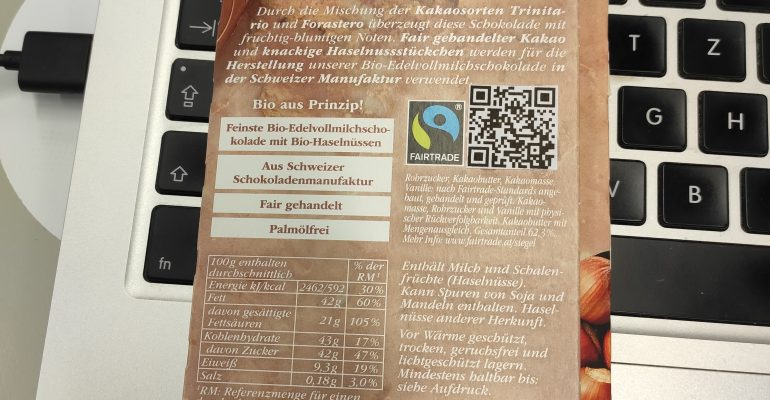 Durch die Mischung der Kakaosorten Trinita-
rio und Forastero überzeugt diese Schokolade mit
fruchtig-blumigen Noten. Fair gehandelter Kakao
und knackige Haselnussstückchen werden für die
Herstellung unserer Bio-Edelvollmilchschokolade in
der Schweizer Manufaktur verwendet.
Bio aus Prinzip!
Feinste Bio-Edelvollmilchscho-
kolade mit Bio-Haselnüssen
Aus Schweizer
Schokoladenmanufaktur
Fair gehandelt
Palmölfrei
®
FAIRTRADE
Rohrzucker, Kakaobutter, Kakaomasse,
Vanille: nach Fairtrade-Standards ange-
baut, gehandelt und geprüft. Kakao-
masse, Rohrzucker und Vanille mit physi-
scher Rückverfolgbarkeit. Kakaobutter mit
Mengenausgleich. Gesamtanteil 62,3%.
Mehr Info: www.fairtrade.at/siegel
100g enthalten durchschnittlich % der RM¹
Energie kJ/kcal 2462/592 30%
Fett 42g 60%
davon gesättigte Fettsäuren 21g 105%
Kohlenhydrate 43g 17%
davon Zucker 42g 47%
Eiweiß 9,3g 19%
Salz 0,18g 3.0%
¹RM: Referenzmenge für einen
Enthält Milch und Schalen-
früchte (Haselnüsse).
Kann Spuren von Soja und
Mandeln enthalten. Hasel-
nüsse anderer Herkunft.
Vor Wärme geschützt,
trocken, geruchsfrei und
lichtgeschützt lagern.
Mindestens haltbar bis:
siehe Aufdruck.
fn
T
Z
G
H
V
B
N